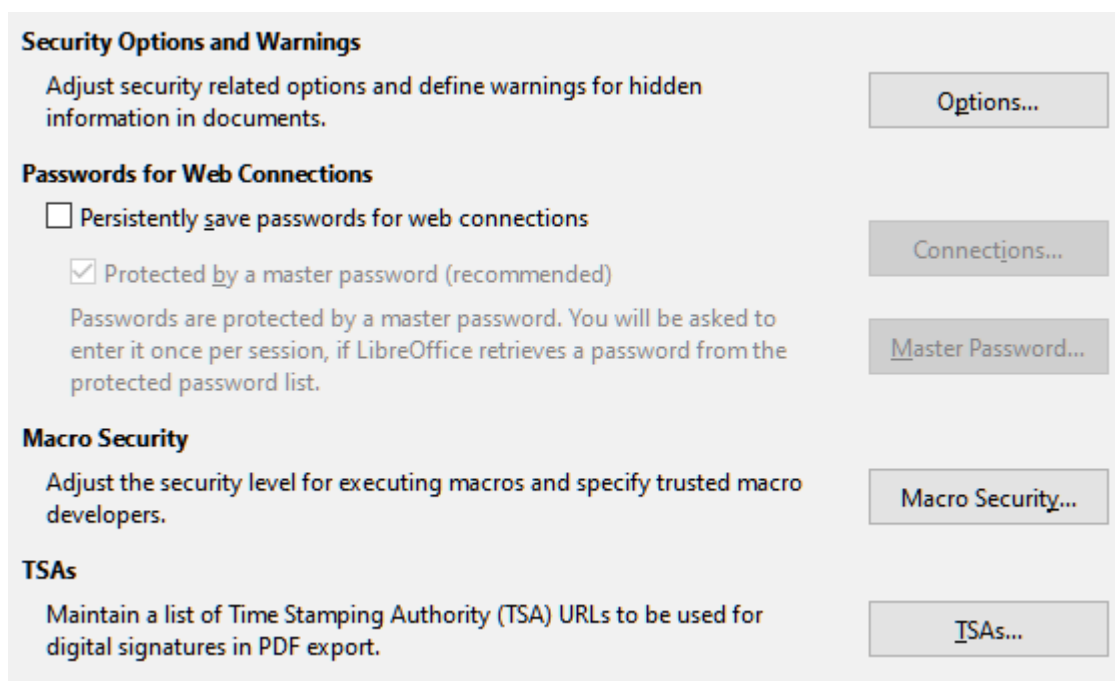 Security Options and Warnings
Adjust security related options and define warnings for hidden
information in documents.
Options...
Passwords for Web Connections
Persistently save passwords for web connections
Connections...
Protected by a master password (recommended)
Passwords are protected by a master password. You will be asked to
enter it once per session, if LibreOffice retrieves a password from the
protected password list.
Master Password...
Macro Security
Adjust the security level for executing macros and specify trusted macro
developers.
Macro Security...
TSAs
Maintain a list of Time Stamping Authority (TSA) URLs to be used for
digital signatures in PDF export.
TSAs...